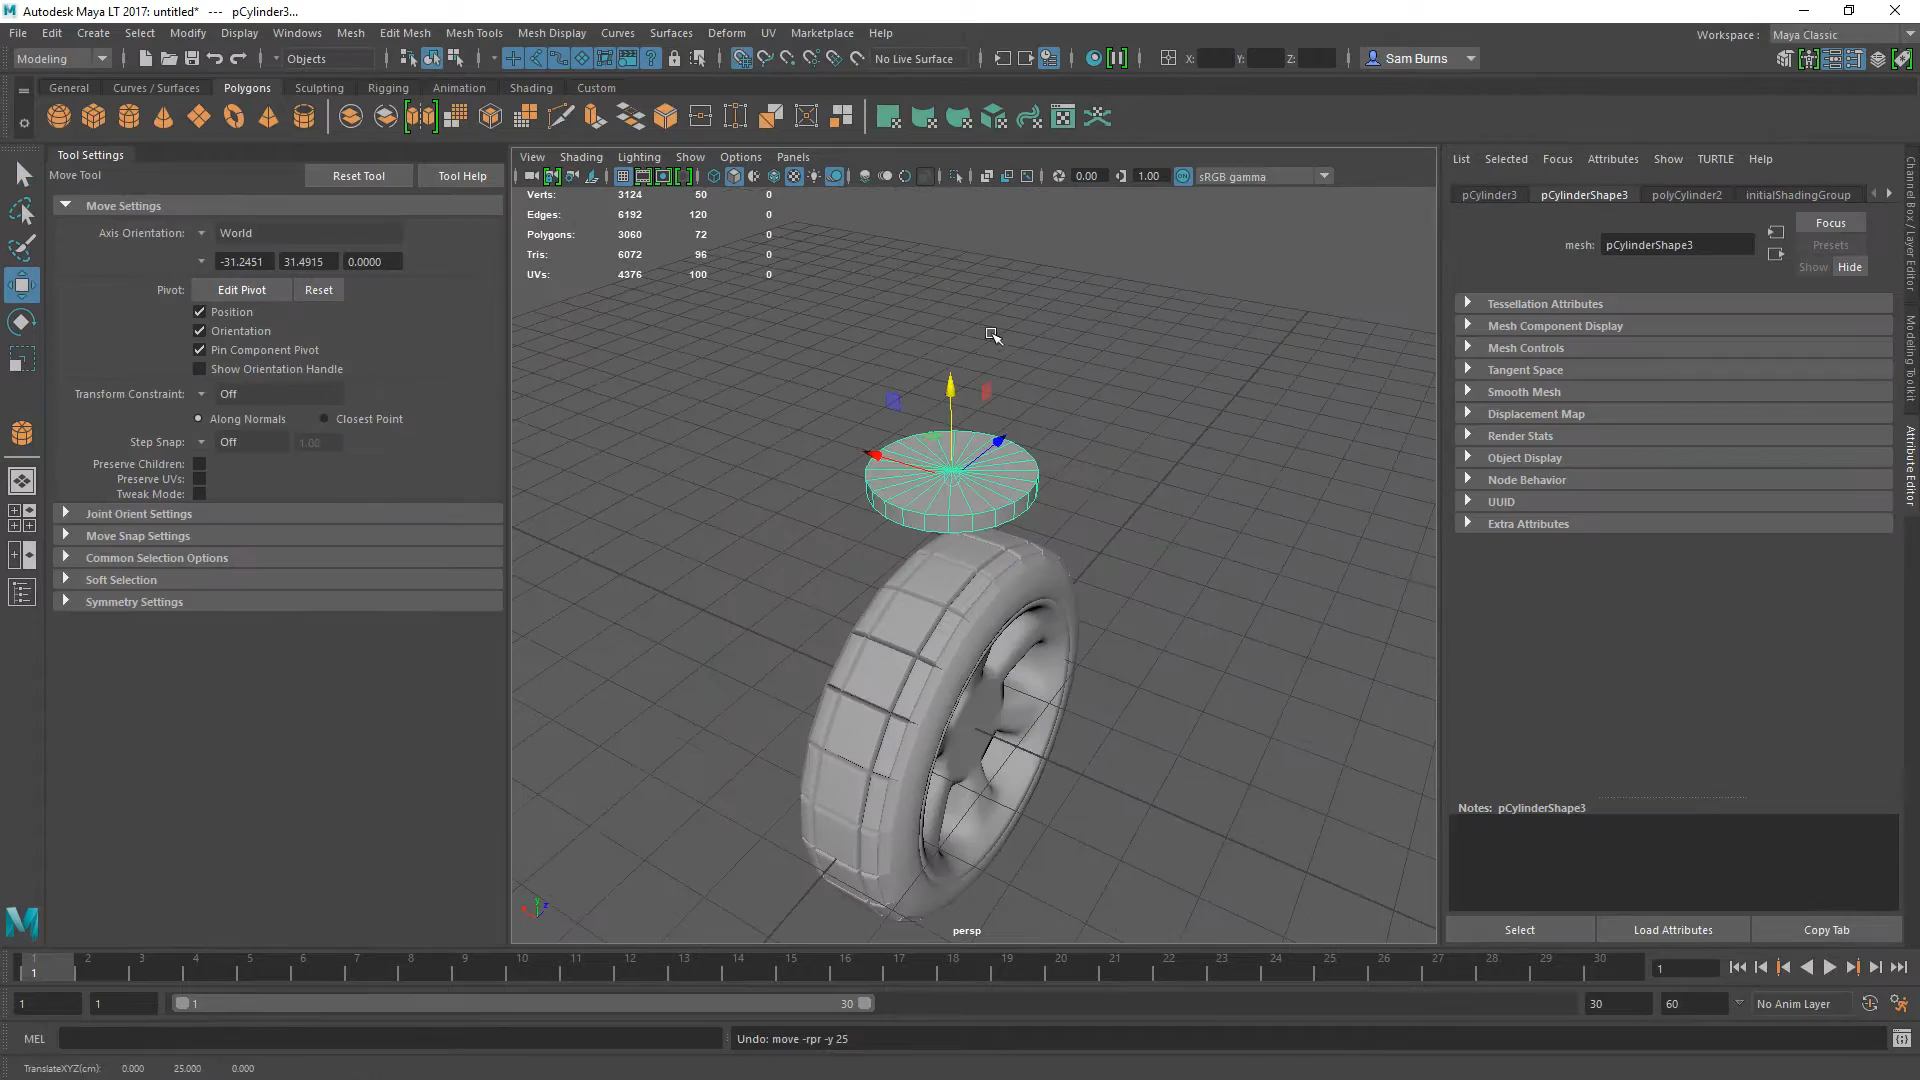 Autodesk Maya LT 2017: untitled* --- pCylinder3...
File Edit Create Select Modify Display Windows Mesh Edit Mesh Mesh Tools Mesh Display Curves Surfaces Deform UV Marketplace Help
Workspace : Maya Classic
Modeling Objects No Live Surface X: Y: Z: Sam Burns
General Curves / Surfaces Polygons Sculpting Rigging Animation Shading Custom
Tool Settings
Move Tool Reset Tool Tool Help
Move Settings
Axis Orientation: World
-31.2451 31.4915 0.0000
Pivot: Edit Pivot Reset
Position
Orientation
Pin Component Pivot
Show Orientation Handle
Transform Constraint: Off
Along Normals Closest Point
Step Snap: Off 1.00
Preserve Children:
Preserve UVs:
Tweak Mode:
Joint Orient Settings
Move Snap Settings
Common Selection Options
Soft Selection
Symmetry Settings
View Shading Lighting Show Options Panels
0.00 1.00 ON sRGB gamma
Verts: 3124 50 0
Edges: 6192 120 0
Polygons: 3060 72 0
Tris: 6072 96 0
UVs: 4376 100 0
y z
persp
List Selected Focus Attributes Show TURTLE Help
pCylinder3 pCylinderShape3 polyCylinder2 initialShadingGroup
mesh: pCylinderShape3
Focus
Presets
Show Hide
Tessellation Attributes
Mesh Component Display
Mesh Controls
Tangent Space
Smooth Mesh
Displacement Map
Render Stats
Object Display
Node Behavior
UUID
Extra Attributes
Notes: pCylinderShape3
Select Load Attributes Copy Tab
Channel Box / Layer Editor
Modeling Toolkit
Attribute Editor
1 2 3 4 5 6 7 8 9 10 11 12 13 14 15 16 17 18 19 20 21 22 23 24 25 26 27 28 29 30
1 1
1 1 1 30 30 60 No Anim Layer
MEL Undo: move -rpr -y 25
TranslateXYZ(cm): 0.000 25.000 0.000